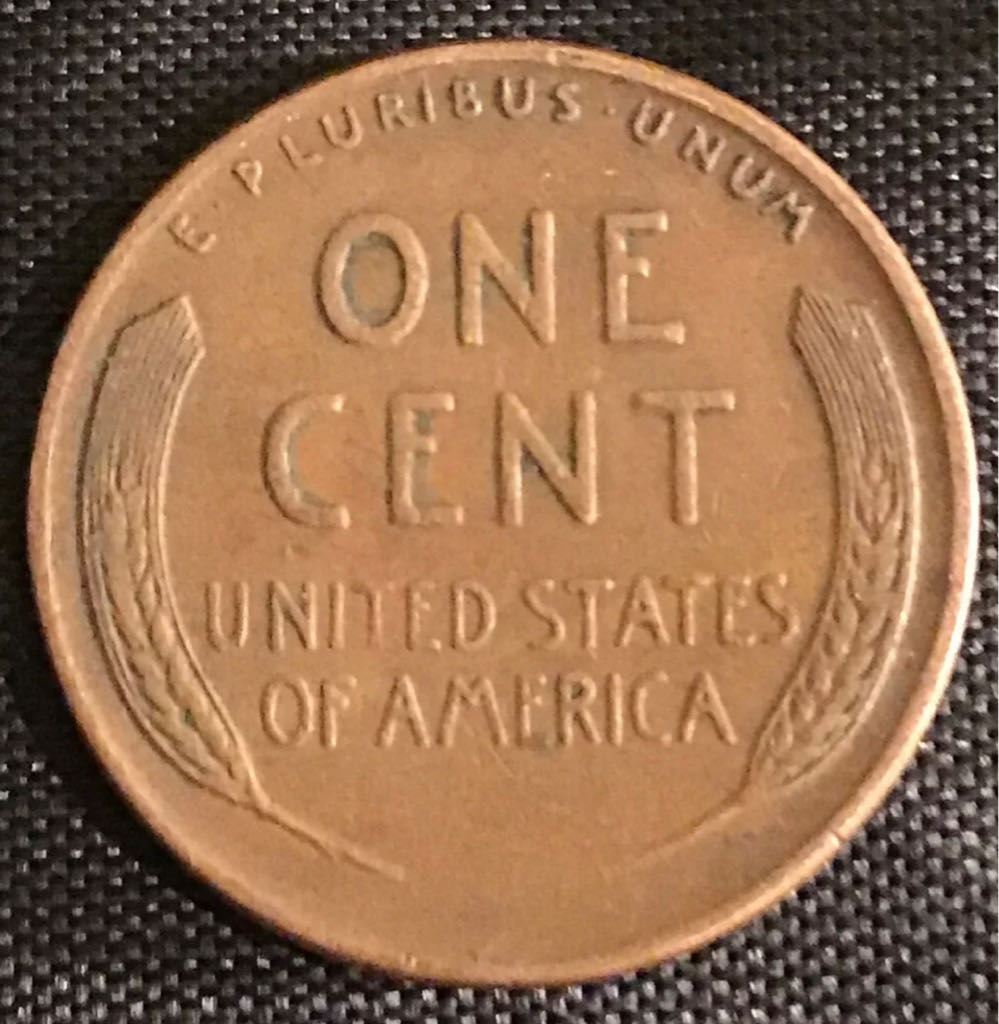 E·PLURIBUS·UNUM
ONE
CENT
UNITED STATES
OF AMERICA